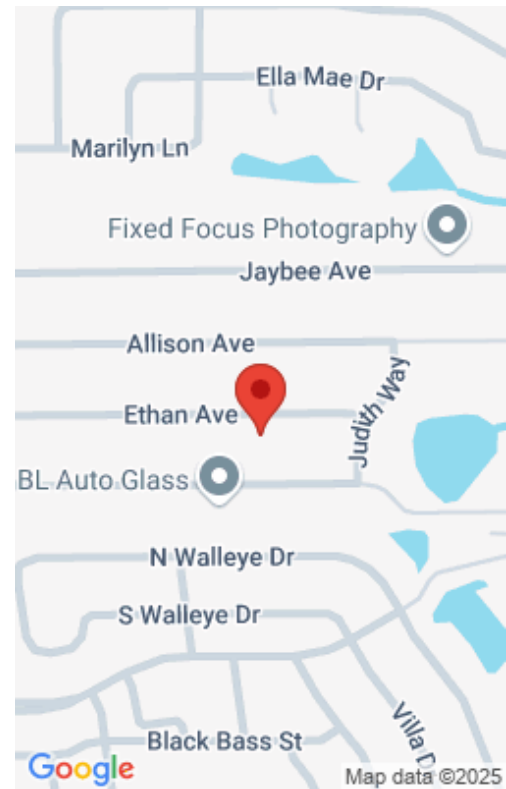 Ella Mae Dr
Marilyn Ln
Fixed Focus Photography
Jaybee Ave
Allison Ave
Judith Way
Ethan Ave
BL Auto Glass
N Walleye Dr
S Walleye Dr
Villa D
Black Bass St
Google
Map data ©2025